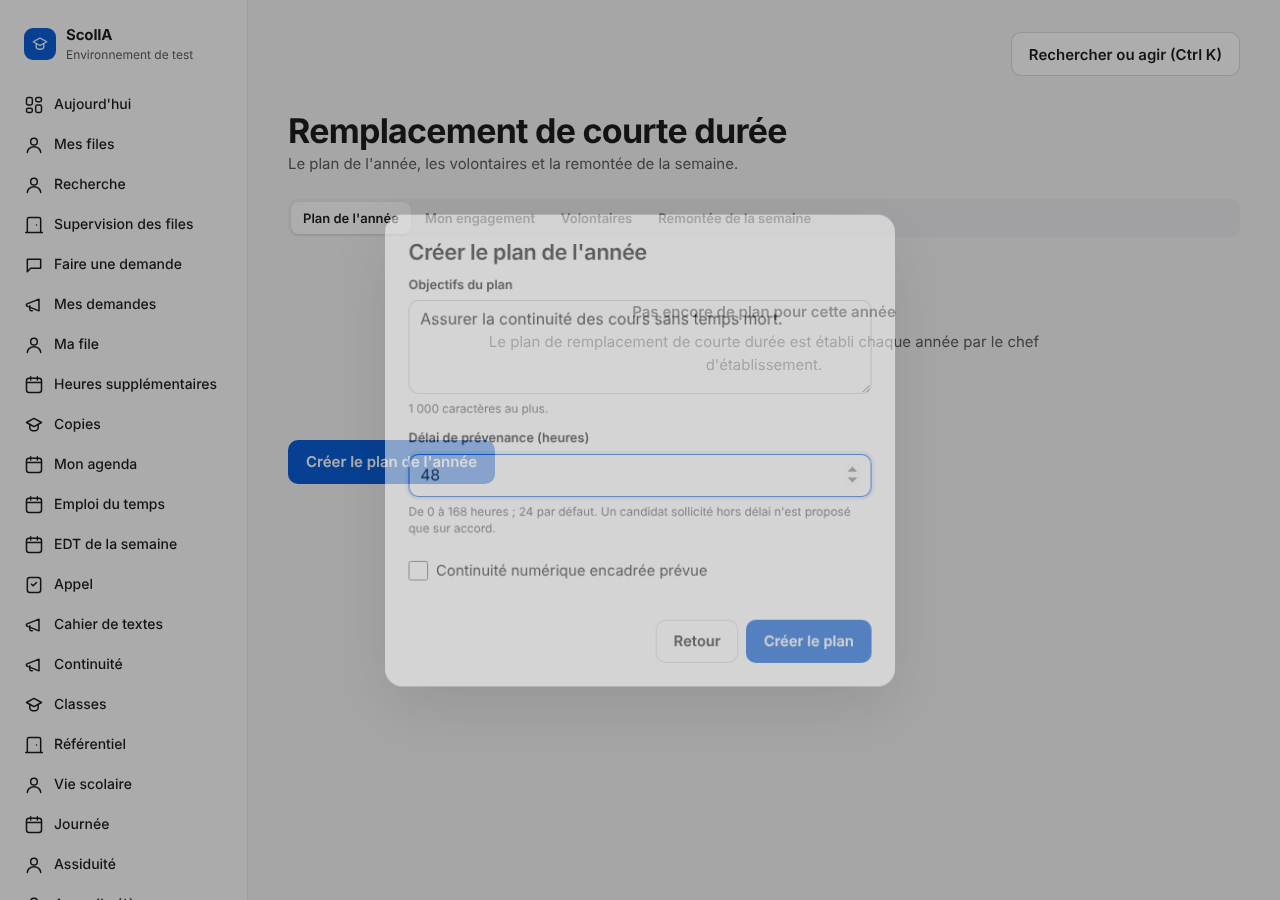 ScolIA
Environnement de test
Aujourd'hui
Mes files
Recherche
Supervision des files
Faire une demande
Mes demandes
Ma file
Heures supplémentaires
Copies
Mon agenda
Emploi du temps
EDT de la semaine
Appel
Cahier de textes
Continuité
Classes
Référentiel
Vie scolaire
Journée
Assiduité
Rechercher ou agir (Ctrl K)
Remplacement de courte durée
Le plan de l'année, les volontaires et la remontée de la semaine.
Plan de l'année
Mon engagement
Volontaires
Remontée de la semaine
Pas encore de plan pour cette année
Le plan de remplacement de courte durée est établi chaque année par le chef
d'établissement.
Créer le plan de l'année
Créer le plan de l'année
Objectifs du plan
Assurer la continuité des cours sans temps mort.
1 000 caractères au plus.
Délai de prévenance (heures)
48
De 0 à 168 heures ; 24 par défaut. Un candidat sollicité hors délai n'est proposé
que sur accord.
Continuité numérique encadrée prévue
Retour
Créer le plan